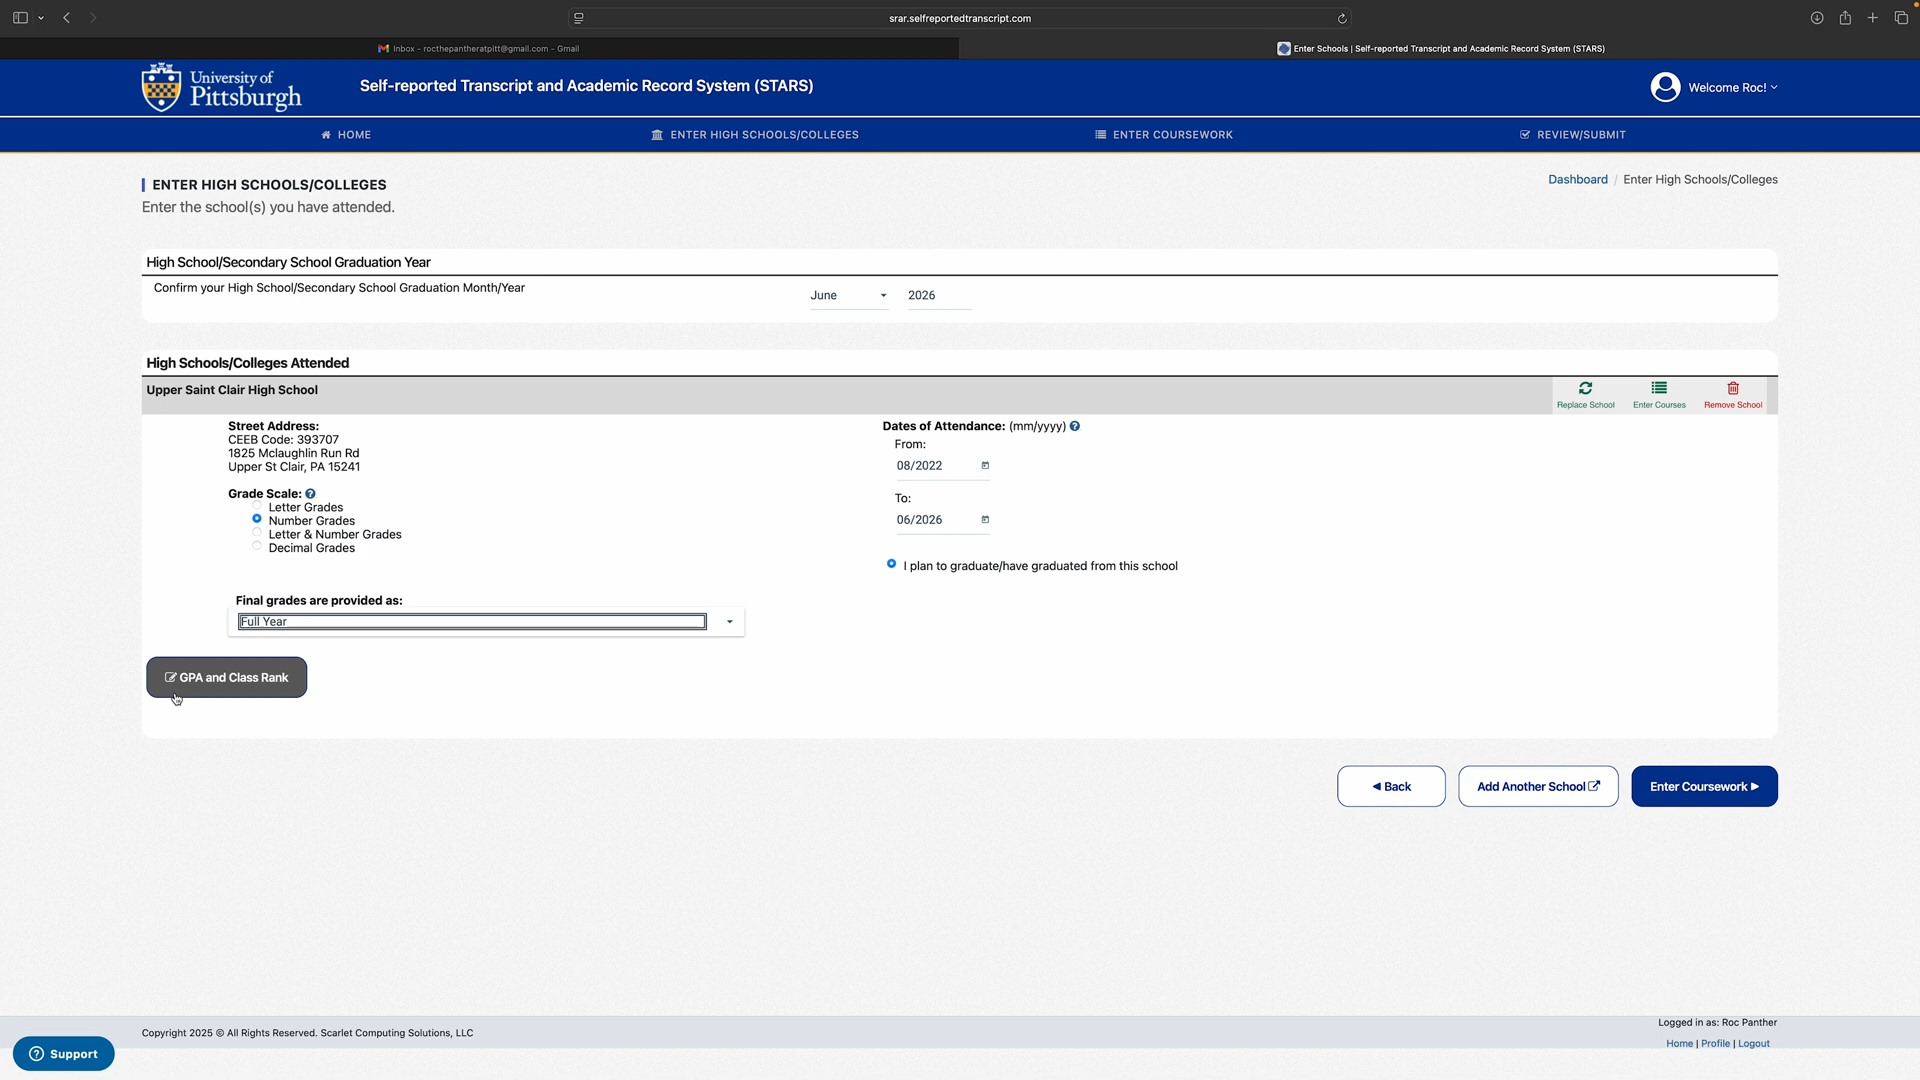 srar.selfreportedtranscript.com
Inbox - rocthepantheratpitt@gmail.com - Gmail
Enter Schools | Self-reported Transcript and Academic Record System (STARS)
University of
Pittsburgh
Self-reported Transcript and Academic Record System (STARS)
Welcome Roc!
HOME
ENTER HIGH SCHOOLS/COLLEGES
ENTER COURSEWORK
REVIEW/SUBMIT
ENTER HIGH SCHOOLS/COLLEGES
Dashboard / Enter High Schools/Colleges
Enter the school(s) you have attended.
High School/Secondary School Graduation Year
Confirm your High School/Secondary School Graduation Month/Year
June
2026
High Schools/Colleges Attended
Upper Saint Clair High School
Replace School
Enter Courses
Remove School
Street Address:
CEEB Code: 393707
1825 Mclaughlin Run Rd
Upper St Clair, PA 15241
Grade Scale: ?
Letter Grades
Number Grades
Letter & Number Grades
Decimal Grades
Dates of Attendance: (mm/yyyy) ?
From:
08/2022
To:
06/2026
I plan to graduate/have graduated from this school
Final grades are provided as:
Full Year
GPA and Class Rank
Back
Add Another School
Enter Coursework
Copyright 2025 © All Rights Reserved. Scarlet Computing Solutions, LLC
Logged in as: Roc Panther
Home | Profile | Logout
? Support